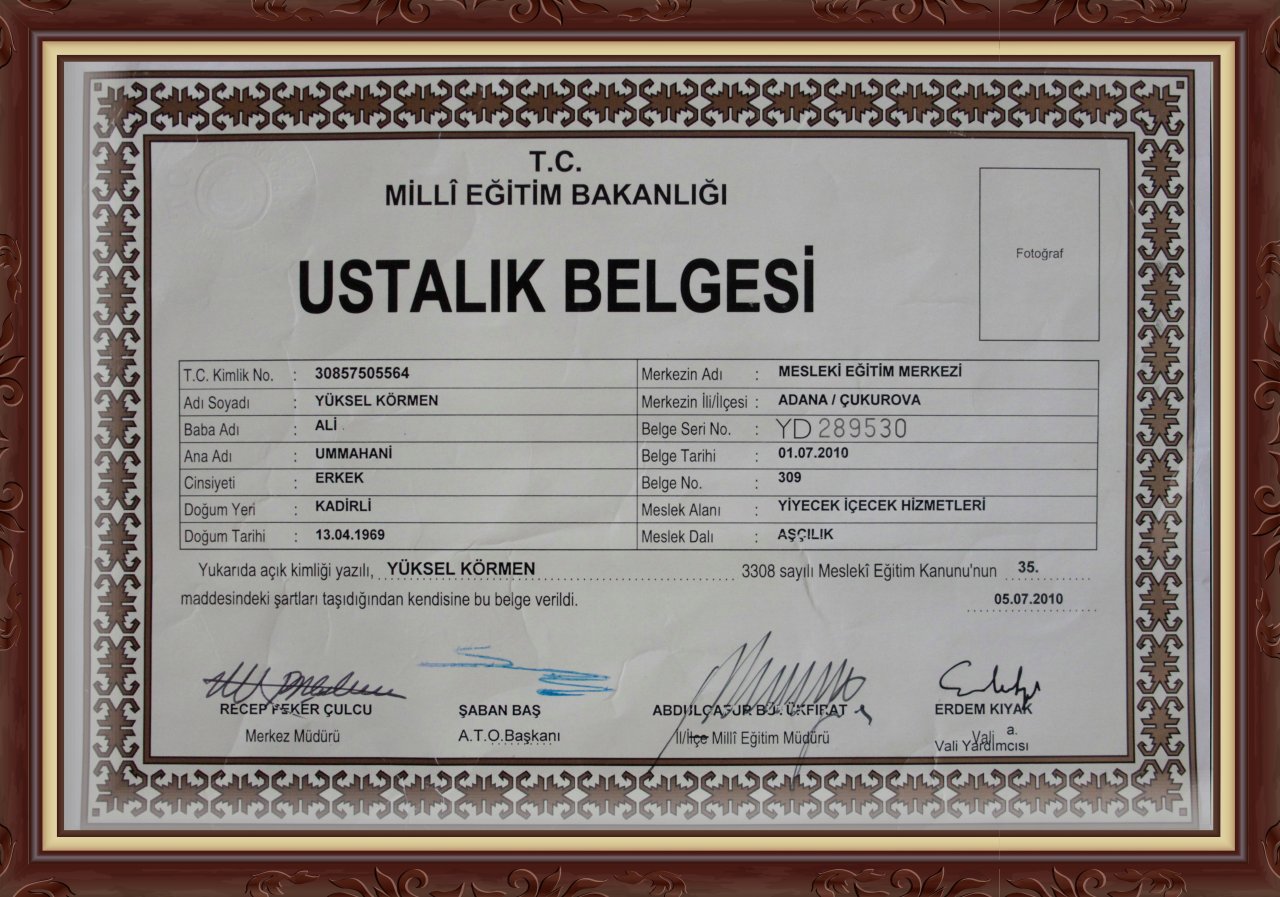 T.C.
MİLLÎ EĞİTİM BAKANLIĞI
Fotoğraf
USTALIK BELGESİ
T.C. Kimlik No. : 30857505564 Merkezin Adı : MESLEKİ EĞİTİM MERKEZİ
Adı Soyadı : YÜKSEL KÖRMEN Merkezin İli/İlçesi : ADANA / ÇUKUROVA
Baba Adı : ALİ Belge Seri No. : YD 289530
Ana Adı : UMMAHANİ Belge Tarihi : 01.07.2010
Cinsiyeti : ERKEK Belge No. : 309
Doğum Yeri : KADİRLİ Meslek Alanı : YİYECEK İÇECEK HİZMETLERİ
Doğum Tarihi : 13.04.1969 Meslek Dalı : AŞÇILIK
Yukarıda açık kimliği yazılı, YÜKSEL KÖRMEN 3308 sayılı Meslekî Eğitim Kanunu'nun 35.
maddesindeki şartları taşıdığından kendisine bu belge verildi. 05.07.2010
RECEP PEKER ÇULCU ŞABAN BAŞ ERDEM KIYAK
Merkez Müdürü A.T.O.Başkanı İl/İlçe Millî Eğitim Müdürü Vali a.
Vali Yardımcısı